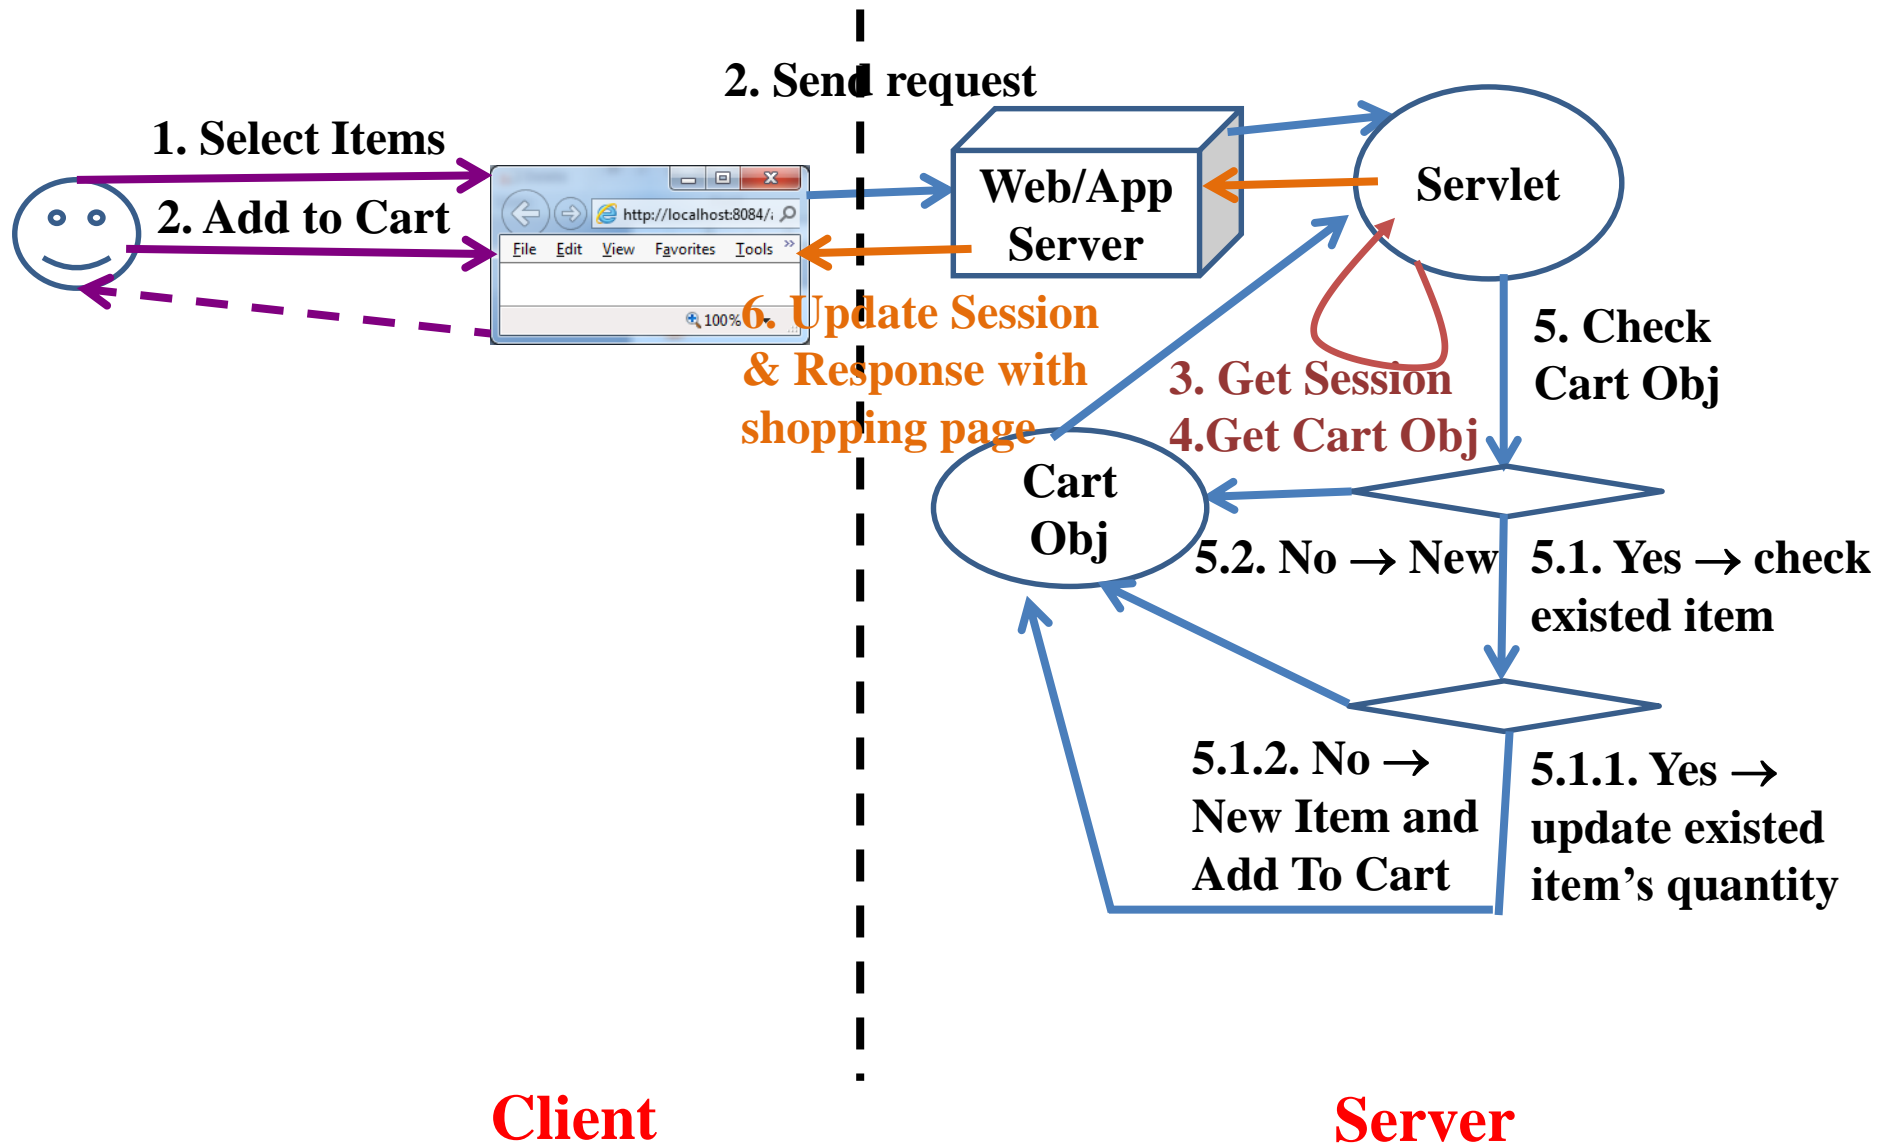 2. Send request
1. Select Items
2. Add to Cart
http://localhost:8084/
File Edit View Favorites Tools »
100%
Web/App
Server
Servlet
6. Update Session
& Response with
shopping page
3. Get Session
4.Get Cart Obj
5. Check
Cart Obj
Cart
Obj
5.2. No → New
5.1. Yes → check
existed item
5.1.2. No →
New Item and
Add To Cart
5.1.1. Yes →
update existed
item’s quantity
Client
Server